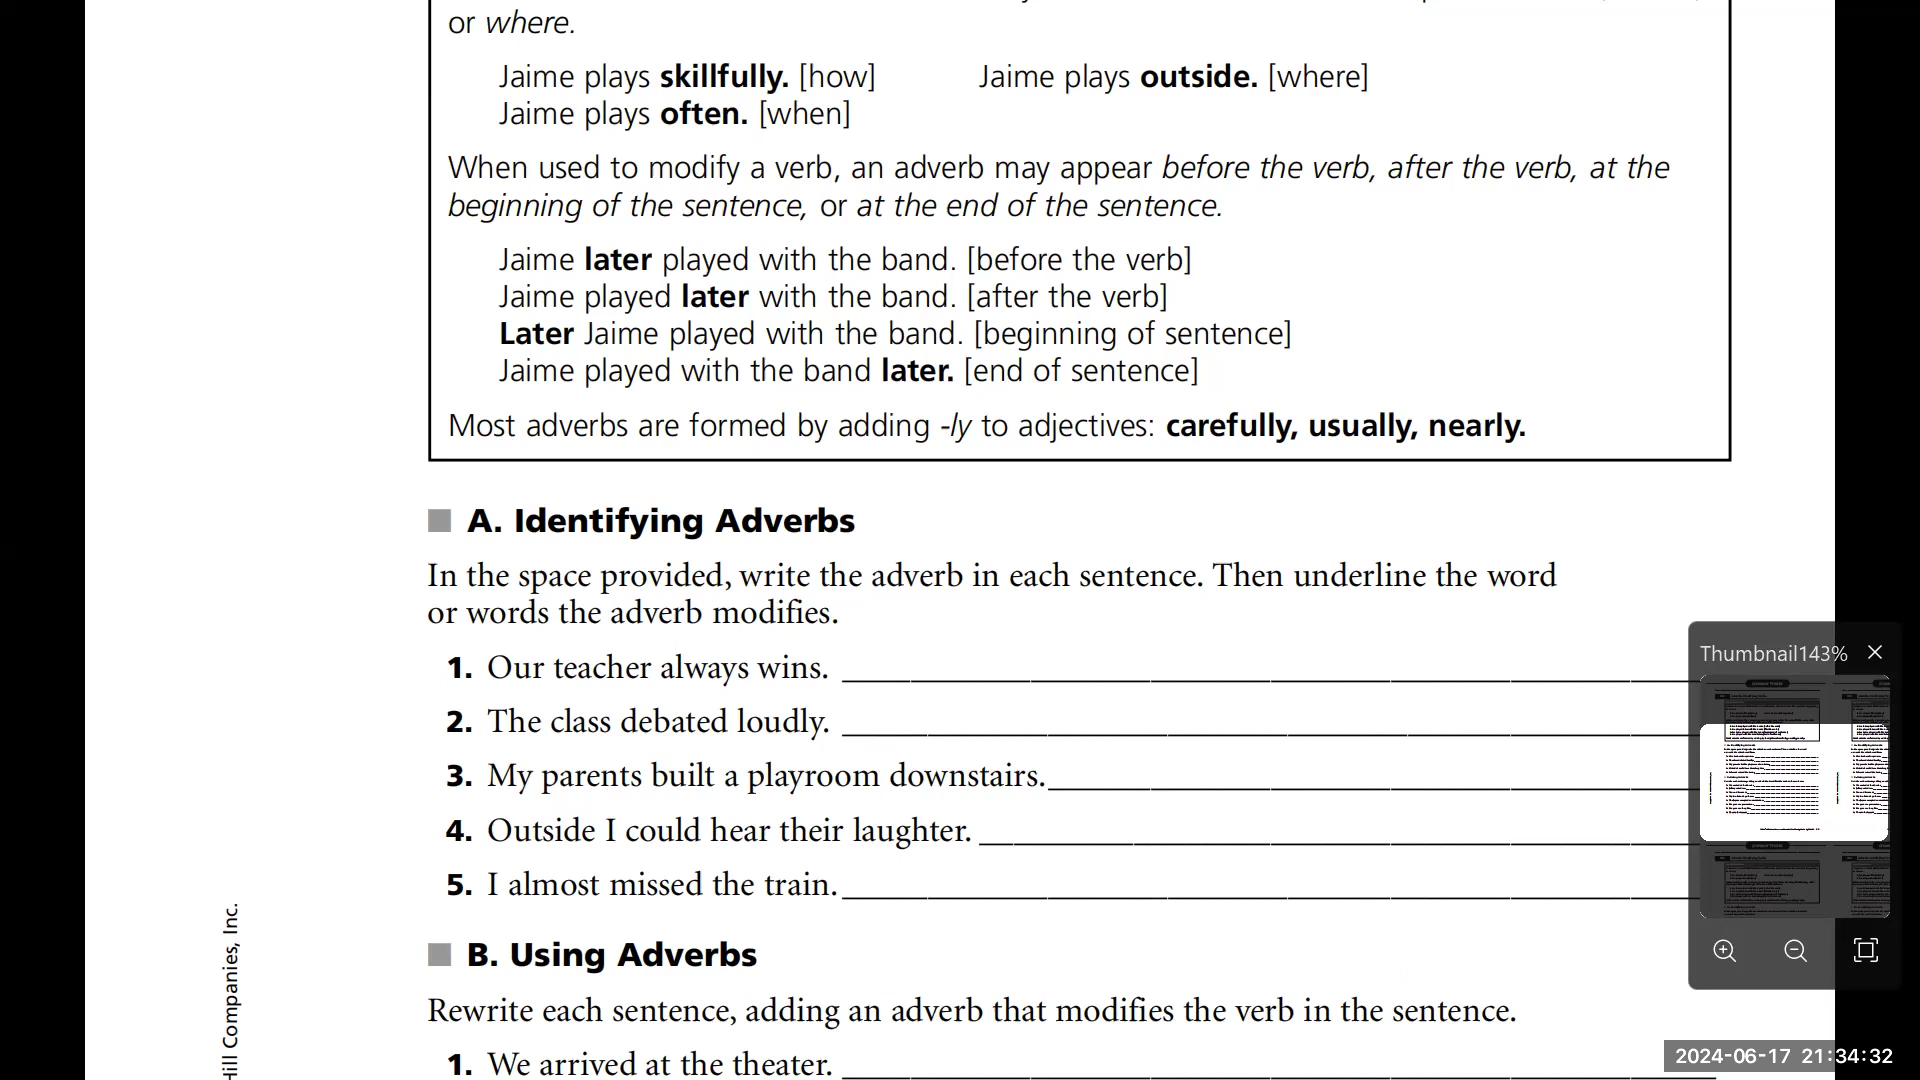 or where.
Jaime plays skillfully. [how] Jaime plays outside. [where]
Jaime plays often. [when]
When used to modify a verb, an adverb may appear before the verb, after the verb, at the
beginning of the sentence, or at the end of the sentence.
Jaime later played with the band. [before the verb]
Jaime played later with the band. [after the verb]
Later Jaime played with the band. [beginning of sentence]
Jaime played with the band later. [end of sentence]
Most adverbs are formed by adding -ly to adjectives: carefully, usually, nearly.
A. Identifying Adverbs
In the space provided, write the adverb in each sentence. Then underline the word
or words the adverb modifies.
1. Our teacher always wins.
2. The class debated loudly.
3. My parents built a playroom downstairs.
4. Outside I could hear their laughter.
5. I almost missed the train.
B. Using Adverbs
Rewrite each sentence, adding an adverb that modifies the verb in the sentence.
1. We arrived at the theater.
Hill Companies, Inc.
Thumbnail143%
2024-06-17 21:34:32